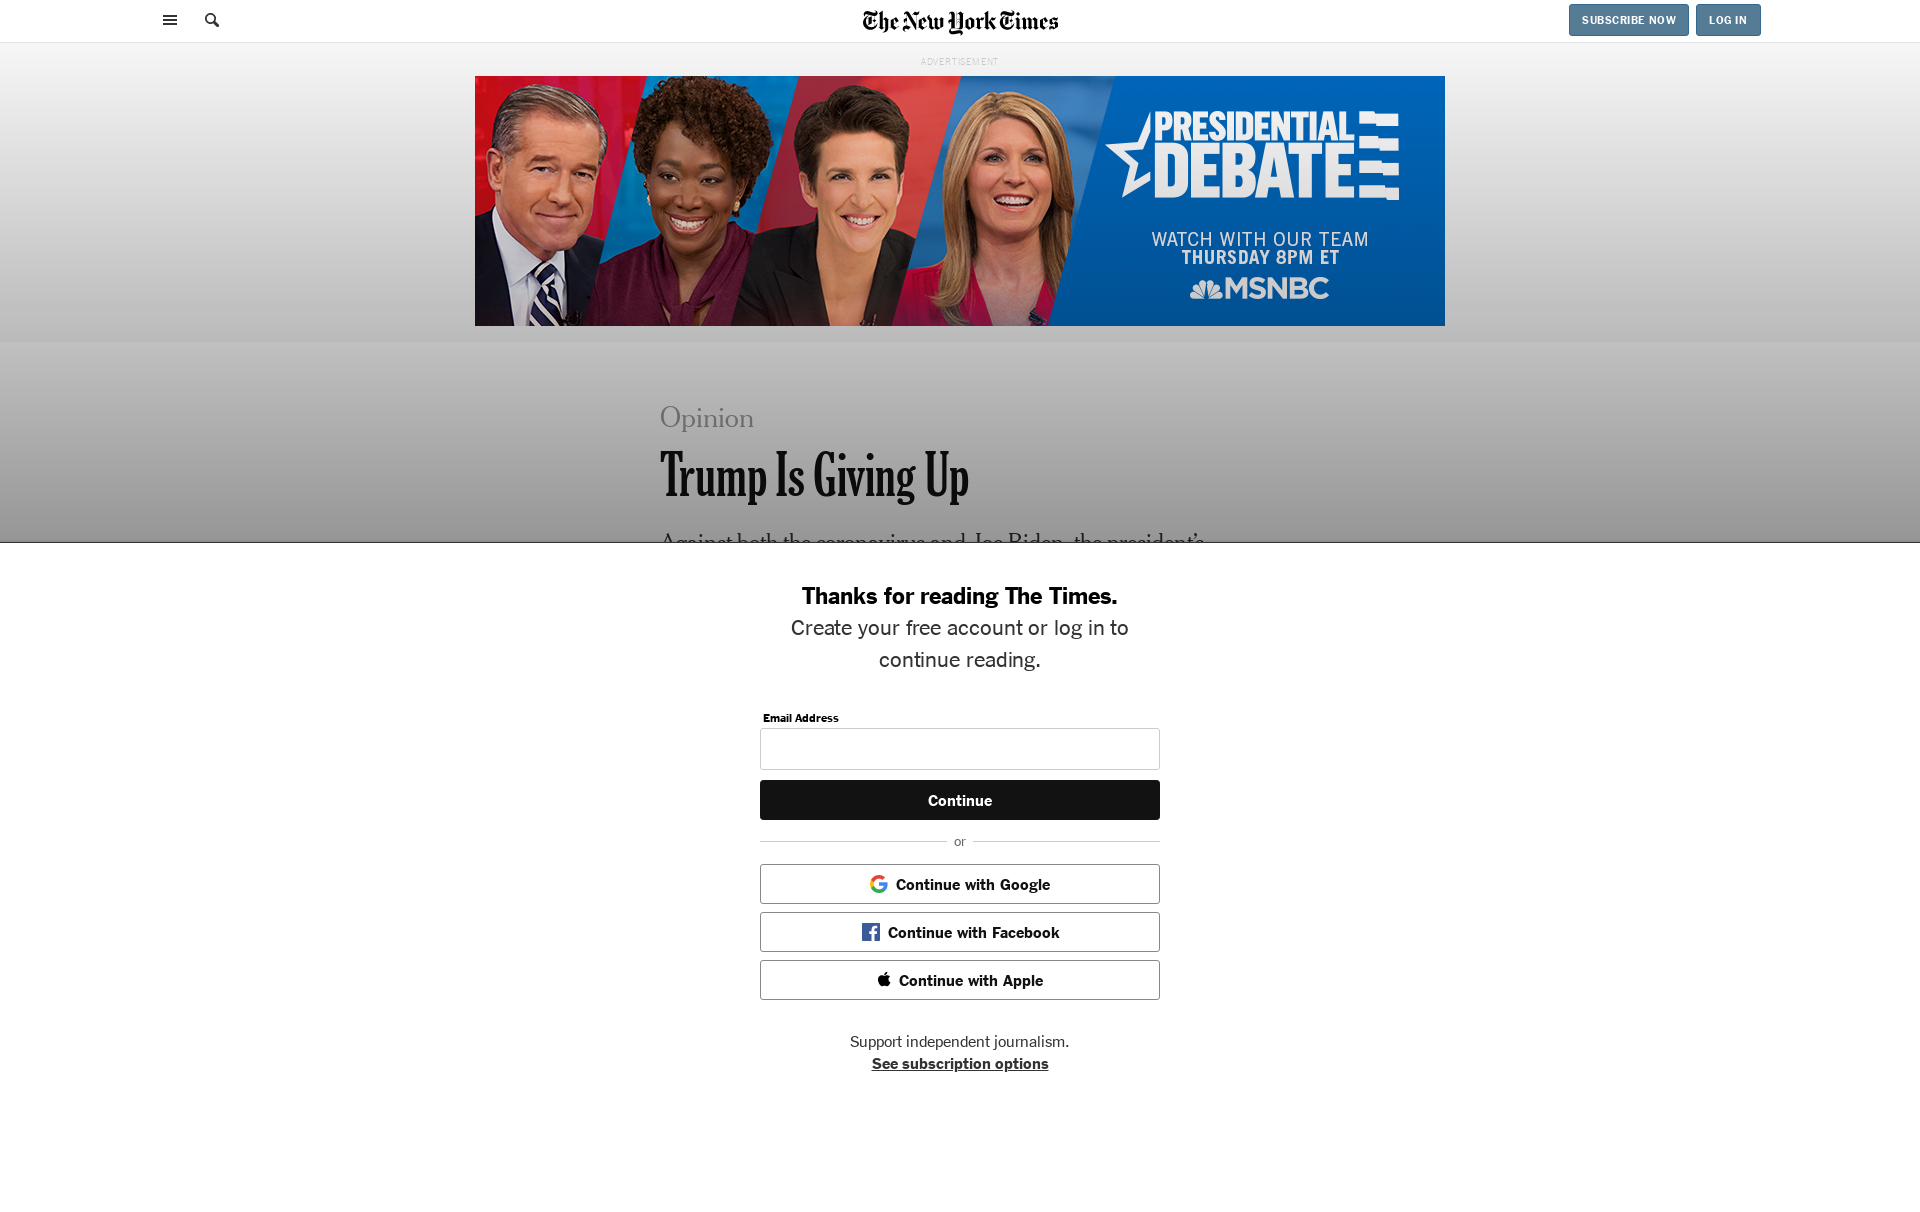 The New York Times
SUBSCRIBE NOW
LOG IN
ADVERTISEMENT
PRESIDENTIAL
DEBATE
WATCH WITH OUR TEAM
THURSDAY 8PM ET
MSNBC
Opinion
Trump Is Giving Up
Against both the coronavirus and Joe Biden, the president's
Thanks for reading The Times.
Create your free account or log in to
continue reading.
Email Address
Continue
or
Continue with Google
Continue with Facebook
Continue with Apple
Support independent journalism.
See subscription options